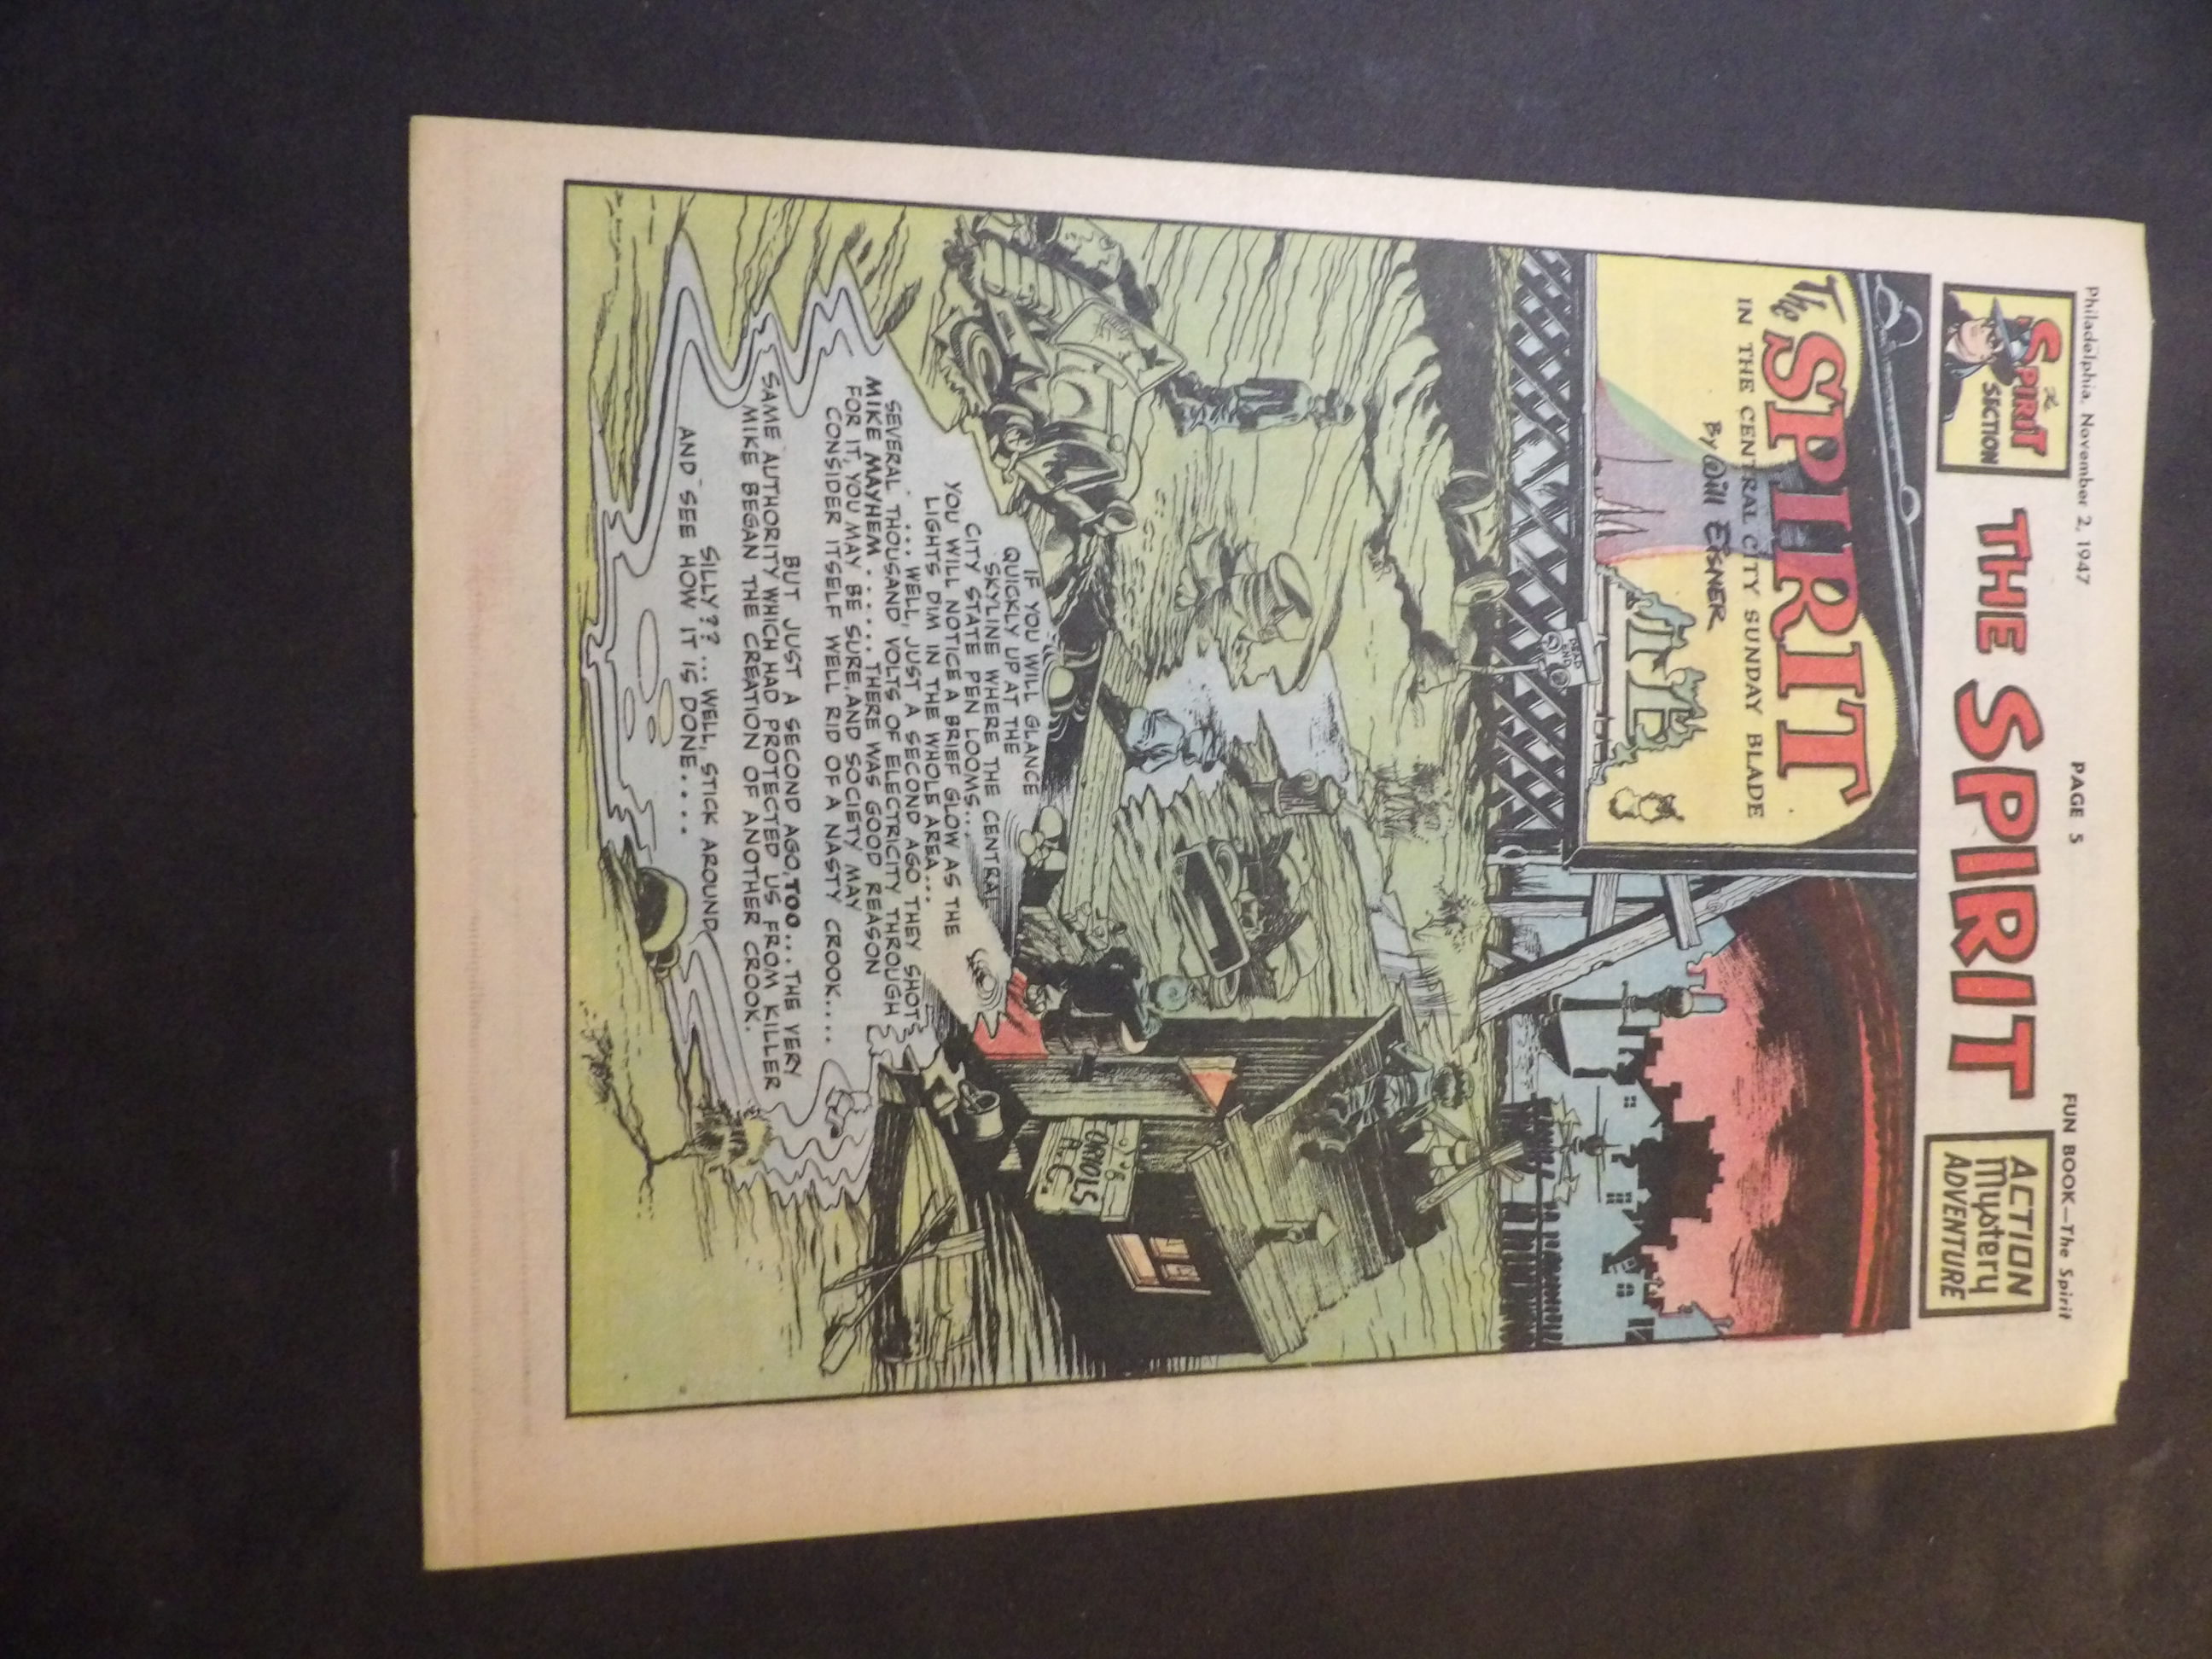 Philadelphia, November 2, 1947
PAGE 5
FUN BOOK—The Spirit
The
SPIRIT
SECTION
THE SPIRIT
ACTION
Mystery
ADVENTURE
The SPIRIT
IN THE CENTRAL CITY SUNDAY BLADE
By Will EISNER
DEAD
END
CARROLS
IF YOU WILL GLANCE
QUICKLY UP AT THE
SKYLINE WHERE THE CENTRAL
CITY STATE PEN LOOMS...
YOU WILL NOTICE A BRIEF GLOW AS THE
LIGHTS DIM IN THE WHOLE AREA...
... WELL, JUST A SECOND AGO THEY SHOT
SEVERAL THOUSAND VOLTS OF ELECTRICITY THROUGH
MIKE MAYHEM ..... THERE WAS GOOD REASON
FOR IT, YOU MAY BE SURE, AND SOCIETY MAY
CONSIDER ITSELF WELL RID OF A NASTY CROOK....
BUT JUST A SECOND AGO, TOO... THE VERY
SAME AUTHORITY WHICH HAD PROTECTED US FROM KILLER
MIKE BEGAN THE CREATION OF ANOTHER CROOK.
SILLY?? ... WELL, STICK AROUND
AND SEE HOW IT IS DONE....